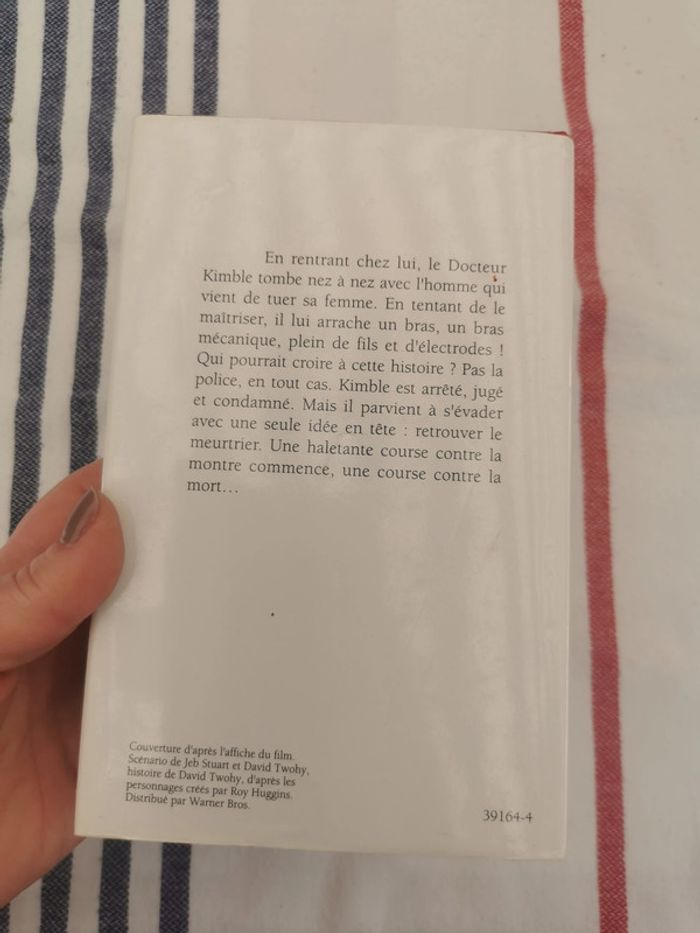 En rentrant chez lui, le Docteur
Kimble tombe nez à nez avec l'homme qui
vient de tuer sa femme. En tentant de le
maîtriser, il lui arrache un bras, un bras
mécanique, plein de fils et d'électrodes !
Qui pourrait croire à cette histoire ? Pas la
police, en tout cas. Kimble est arrêté, jugé
et condamné. Mais il parvient à s'évader
avec une seule idée en tête : retrouver le
meurtrier. Une haletante course contre la
montre commence, une course contre la
mort...
Couverture d'après l'affiche du film.
Scénario de Jeb Stuart et David Twohy,
histoire de David Twohy, d'après les
personnages créés par Roy Huggins.
Distribué par Warner Bros.
39164-4